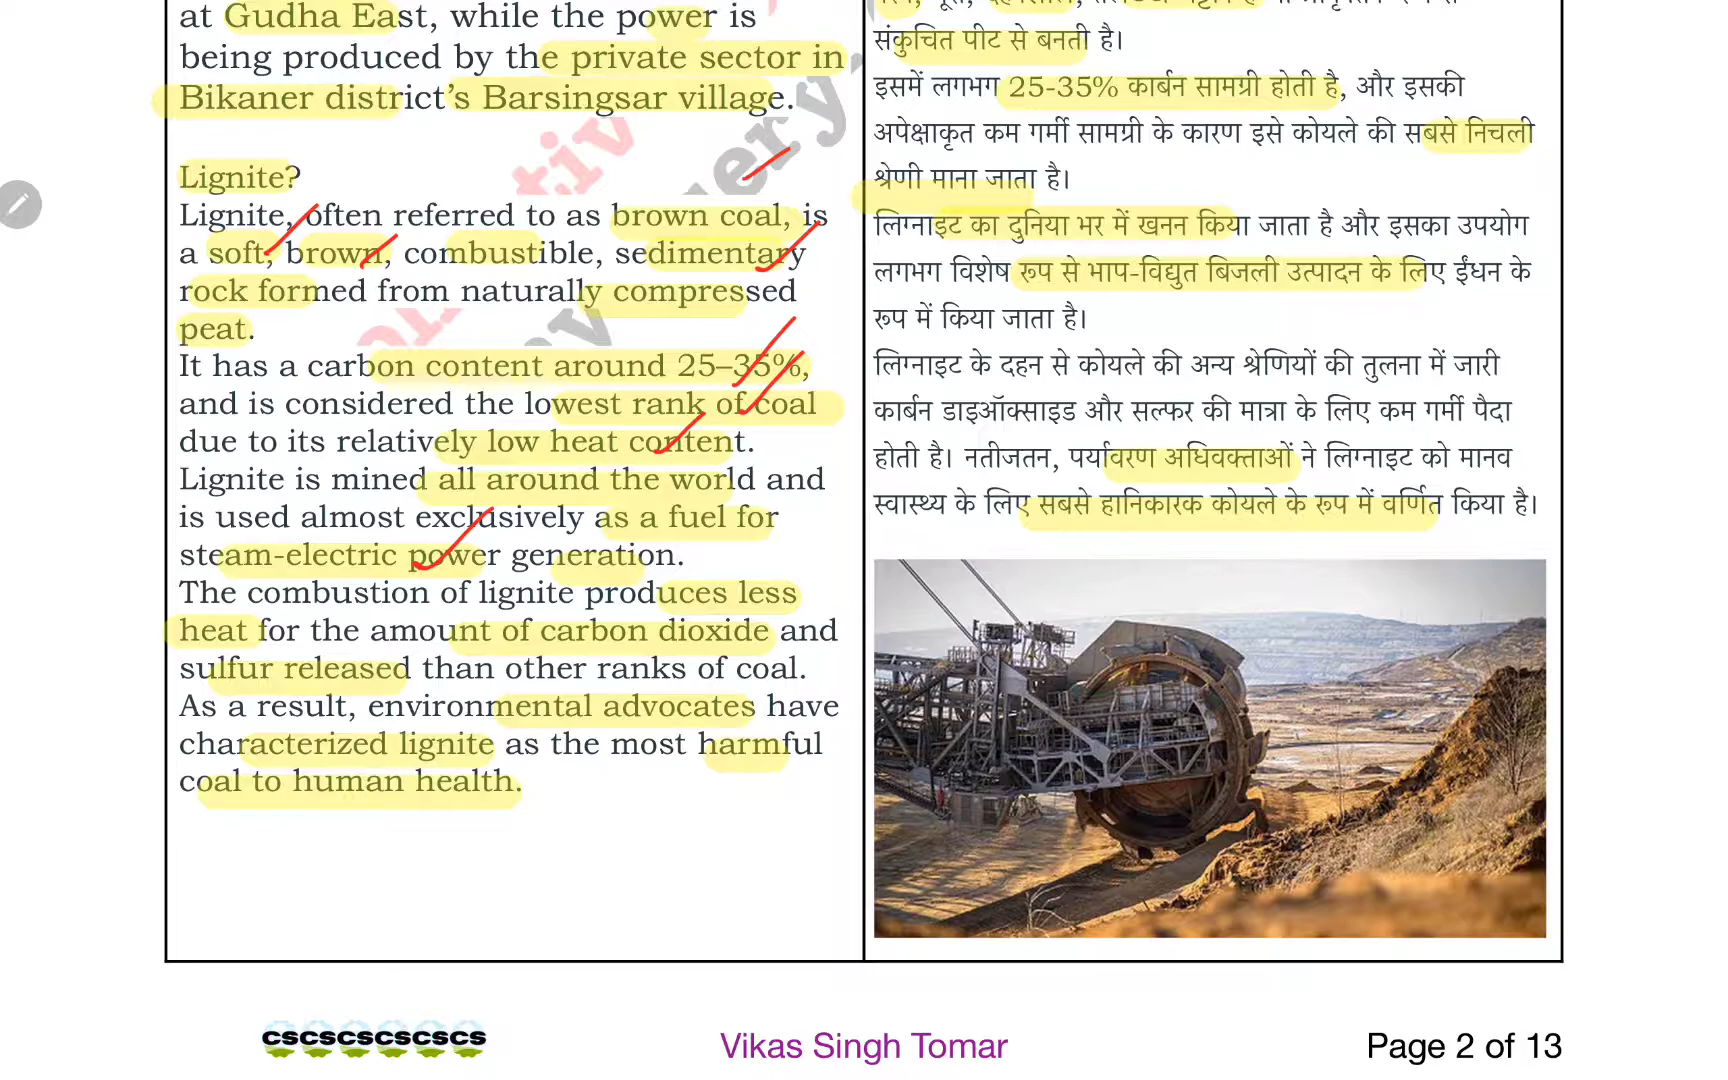 at Gudha East, while the power is
being produced by the private sector in
Bikaner district’s Barsingsar village.
Lignite?
Lignite, often referred to as brown coal, is
a soft, brown, combustible, sedimentary
rock formed from naturally compressed
peat.
It has a carbon content around 25–35%,
and is considered the lowest rank of coal
due to its relatively low heat content.
Lignite is mined all around the world and
is used almost exclusively as a fuel for
steam-electric power generation.
The combustion of lignite produces less
heat for the amount of carbon dioxide and
sulfur released than other ranks of coal.
As a result, environmental advocates have
characterized lignite as the most harmful
coal to human health.
संकुचित पीट से बनती है।
इसमें लगभग 25-35% कार्बन सामग्री होती है, और इसकी
अपेक्षाकृत कम गर्मी सामग्री के कारण इसे कोयले की सबसे निचली
श्रेणी माना जाता है।
लिग्नाइट का दुनिया भर में खनन किया जाता है और इसका उपयोग
लगभग विशेष रूप से भाप-विद्युत बिजली उत्पादन के लिए ईंधन के
रूप में किया जाता है।
लिग्नाइट के दहन से कोयले की अन्य श्रेणियों की तुलना में जारी
कार्बन डाइऑक्साइड और सल्फर की मात्रा के लिए कम गर्मी पैदा
होती है। नतीजतन, पर्यावरण अधिवक्ताओं ने लिग्नाइट को मानव
स्वास्थ्य के लिए सबसे हानिकारक कोयले के रूप में वर्णित किया है।
cscscscscscs
Vikas Singh Tomar
Page 2 of 13